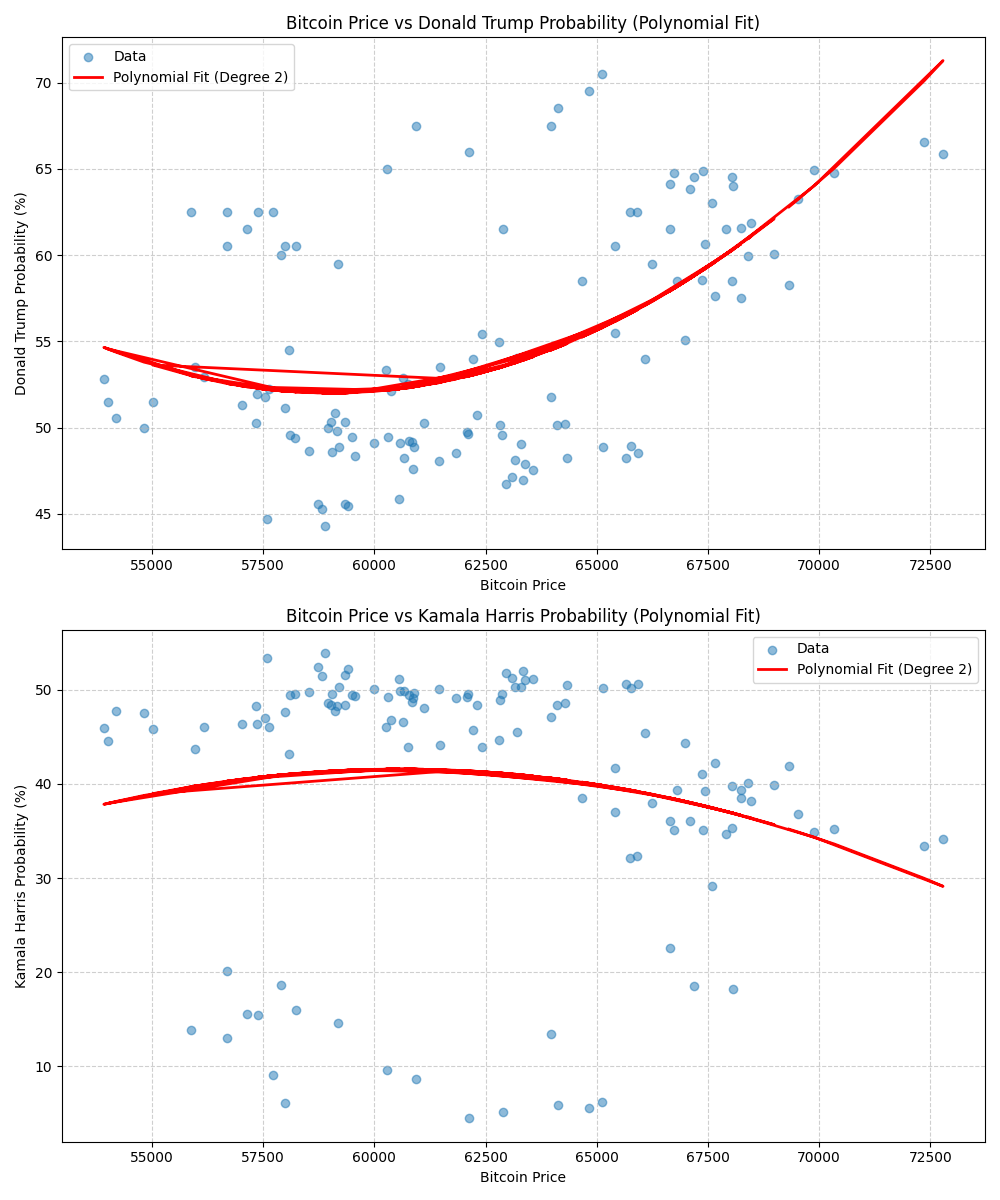 Bitcoin Price vs Donald Trump Probability (Polynomial Fit)
Data
Polynomial Fit (Degree 2)
70
65
60
55
50
45
Donald Trump Probability (%)
55000 57500 60000 62500 65000 67500 70000 72500
Bitcoin Price
Bitcoin Price vs Kamala Harris Probability (Polynomial Fit)
Data
Polynomial Fit (Degree 2)
50
40
30
20
10
Kamala Harris Probability (%)
55000 57500 60000 62500 65000 67500 70000 72500
Bitcoin Price